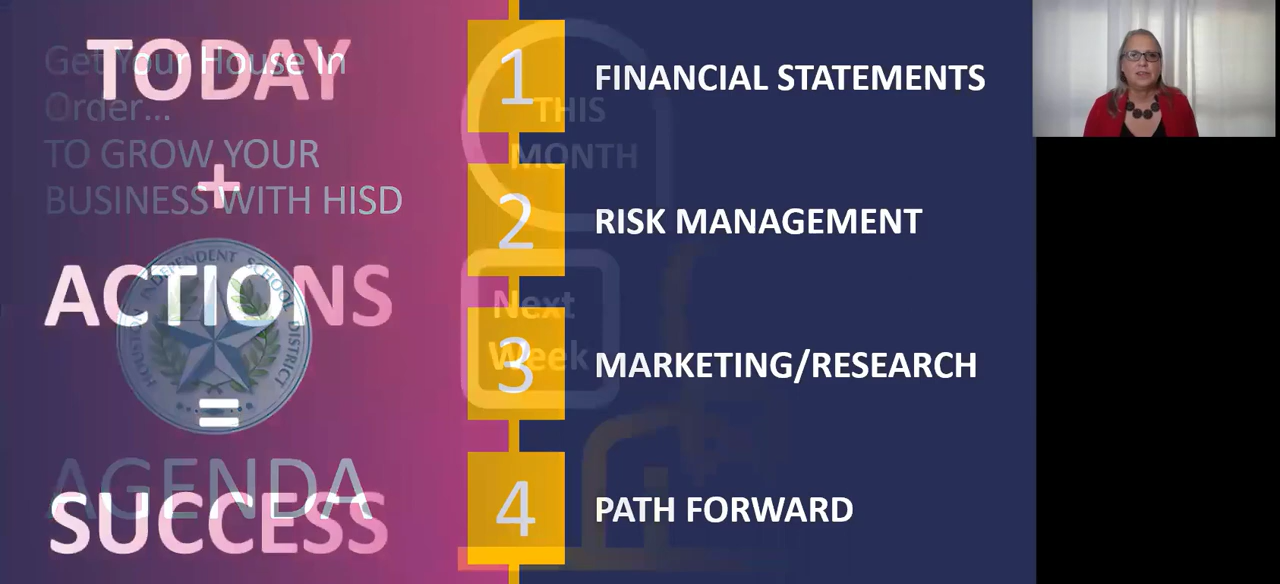 TODAY
+
ACTIONS
=
SUCCESS
Get Your House In
Order...
TO GROW YOUR
BUSINESS WITH HISD
HOUSTON INDEPENDENT SCHOOL DISTRICT
AGENDA
THIS
MONTH
Next
Week
1
FINANCIAL STATEMENTS
2
RISK MANAGEMENT
3
MARKETING/RESEARCH
4
PATH FORWARD